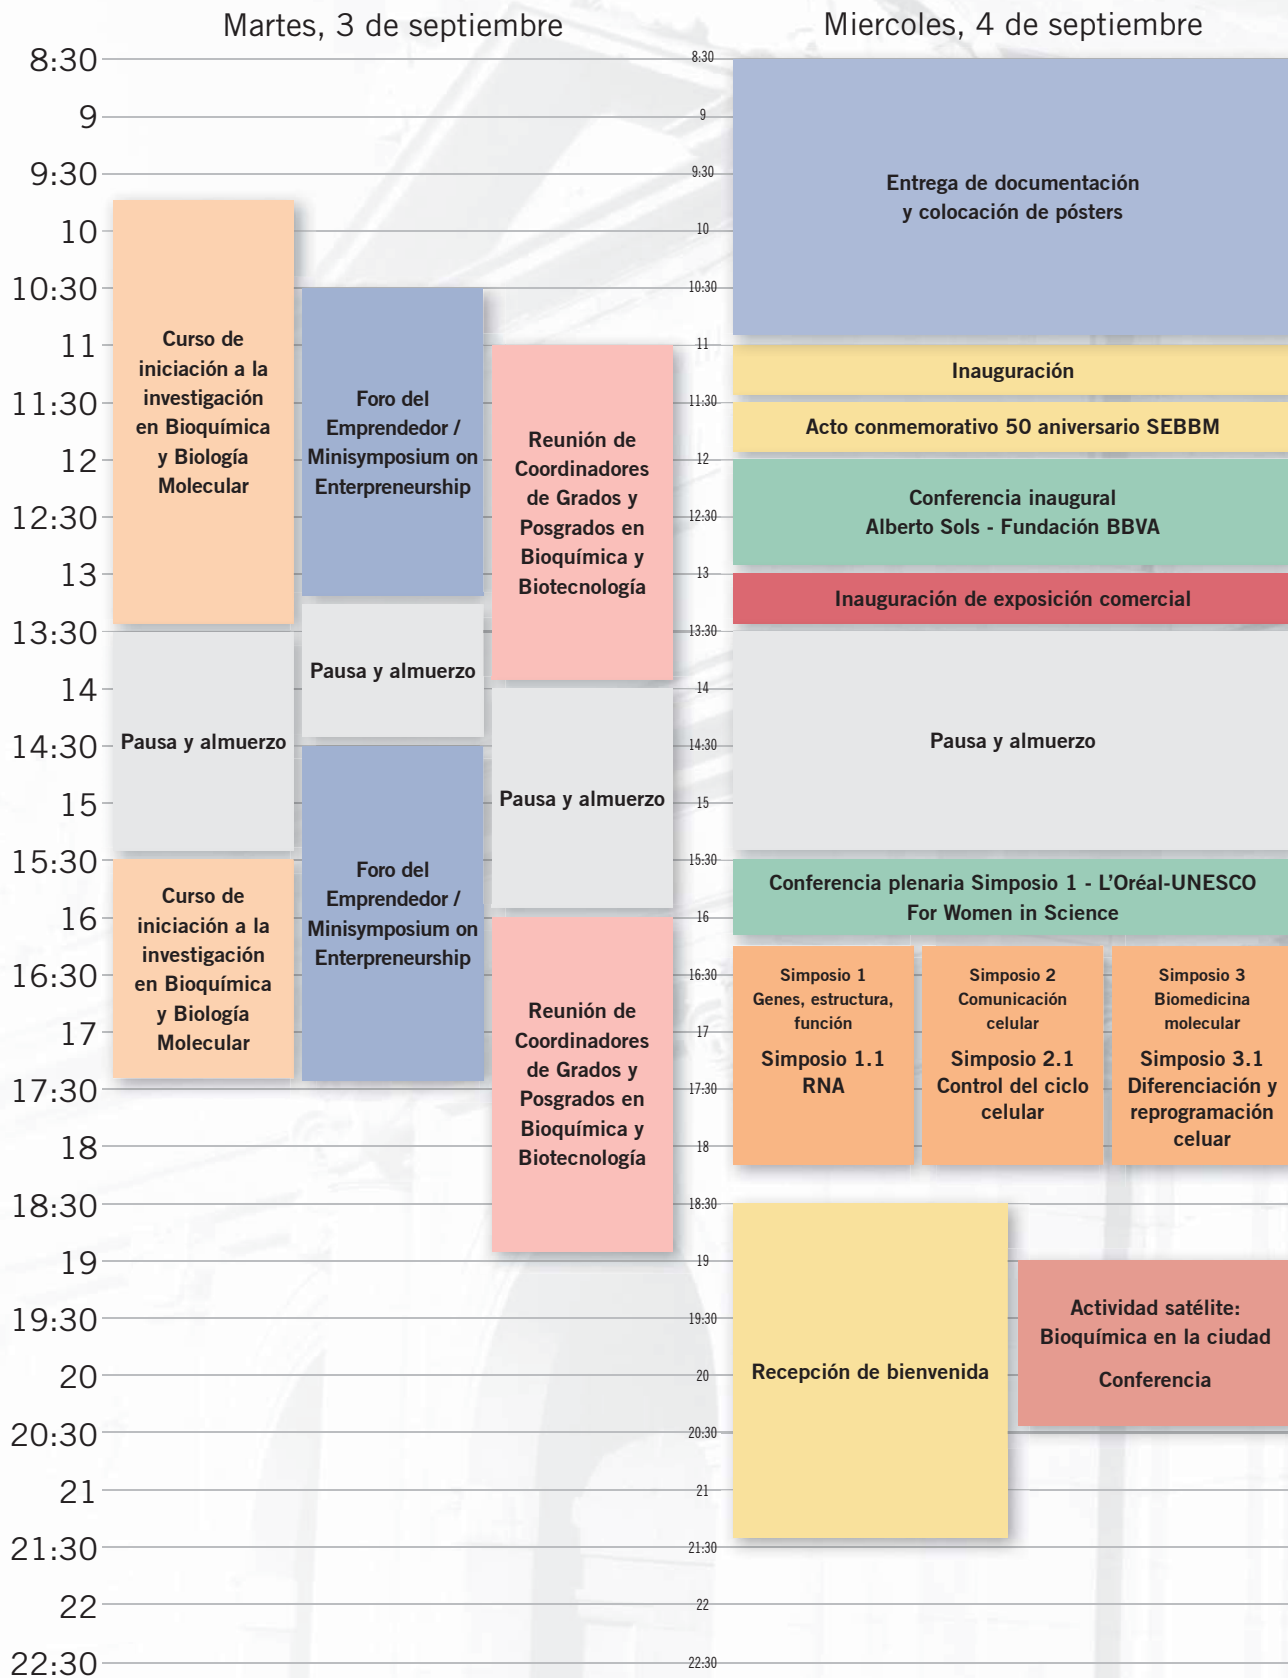 Martes, 3 de septiembre
8:30
9
9:30
10
10:30
11
11:30
12
12:30
13
13:30
14
14:30
15
15:30
16
16:30
17
17:30
18
18:30
19
19:30
20
20:30
21
21:30
22
22:30
Curso de
iniciación a la
investigación
en Bioquímica
y Biología
Molecular
Pausa y almuerzo
Curso de
iniciación a la
investigación
en Bioquímica
y Biología
Molecular
Foro del
Emprendedor /
Minisymposium on
Enterpreneurship
Pausa y almuerzo
Foro del
Emprendedor /
Minisymposium on
Enterpreneurship
Reunión de
Coordinadores
de Grados y
Posgrados en
Bioquímica y
Biotecnología
Pausa y almuerzo
Reunión de
Coordinadores
de Grados y
Posgrados en
Bioquímica y
Biotecnología
Miercoles, 4 de septiembre
8:30
9
9:30
10
10:30
11
11:30
12
12:30
13
13:30
14
14:30
15
15:30
16
16:30
17
17:30
18
18:30
19
19:30
20
20:30
21
21:30
22
22:30
Entrega de documentación
y colocación de pósters
Inauguración
Acto conmemorativo 50 aniversario SEBBM
Conferencia inaugural
Alberto Sols - Fundación BBVA
Inauguración de exposición comercial
Pausa y almuerzo
Conferencia plenaria Simposio 1 - L'Oréal-UNESCO
For Women in Science
Simposio 1
Genes, estructura,
función
Simposio 1.1
RNA
Simposio 2
Comunicación
celular
Simposio 2.1
Control del ciclo
celular
Simposio 3
Biomedicina
molecular
Simposio 3.1
Diferenciación y
reprogramación
celuar
Recepción de bienvenida
Actividad satélite:
Bioquímica en la ciudad
Conferencia